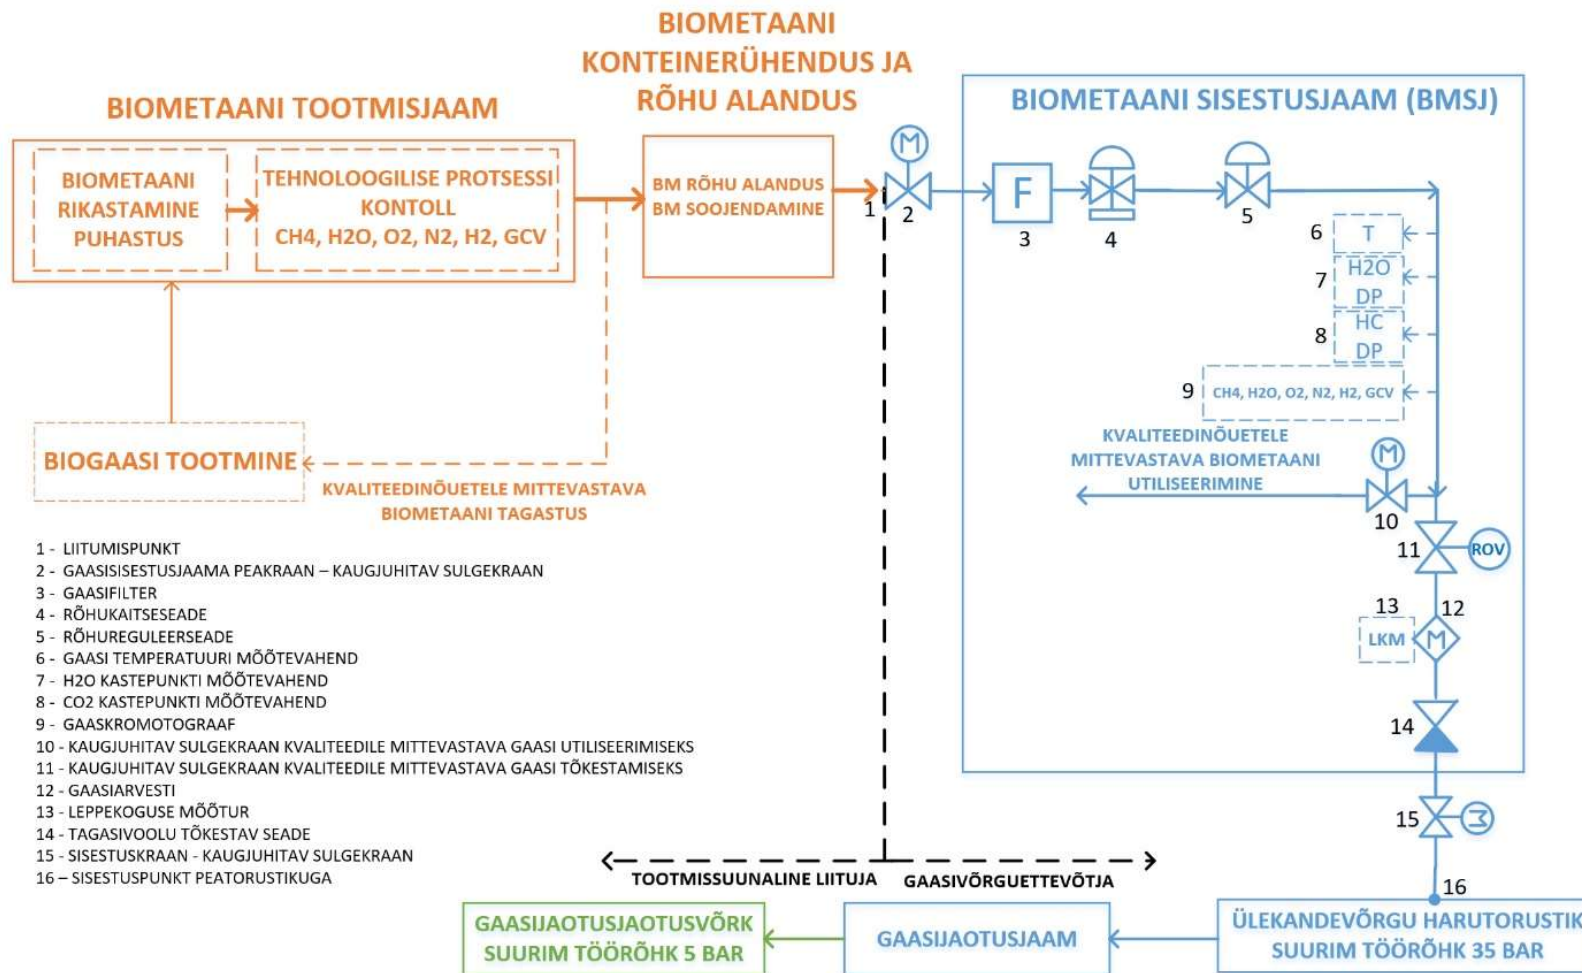 BIOMETAANI
KONTEINERÜHENDUS JA
RÕHU ALANDUS
BIOMETAANI TOOTMISJAAM
BIOMETAANI SISESTUSJAAM (BMSJ)
BIOMETAANI
RIKASTAMINE
PUHASTUS
TEHNOLOOGILISE PROTSESSI
KONTOLL
CH4, H2O, O2, N2, H2, GCV
BM RÕHU ALANDUS
BM SOOJENDAMINE
1
M
2
F
3
4
5
6
T
7
H2O
DP
8
HC
DP
9
CH4, H2O, O2, N2, H2, GCV
KVALITEEDINÕUETELE
MITTEVASTAVA BIOMETAANI
UTILISEERIMINE
M
10
11
ROV
13
12
LKM
M
14
15
M
16
BIOGAASI TOOTMINE
KVALITEEDINÕUETELE MITTEVASTAVA
BIOMETAANI TAGASTUS
1 - LIITUMISPUNKT
2 - GAASISISESTUSJAAMA PEAKRAAN – KAUGJUHITAV SULGEKRAAN
3 - GAASIFILTER
4 - RÕHUKAITSESEADE
5 - RÕHUREGULEERSEADE
6 - GAASI TEMPERATUURI MÕÕTEVAHEND
7 - H2O KASTEPUNKTI MÕÕTEVAHEND
8 - CO2 KASTEPUNKTI MÕÕTEVAHEND
9 - GAASKROMOTOGRAAF
10 - KAUGJUHITAV SULGEKRAAN KVALITEEDILE MITTEVASTAVA GAASI UTILISEERIMISEKS
11 - KAUGJUHITAV SULGEKRAAN KVALITEEDILE MITTEVASTAVA GAASI TÕKESTAMISEKS
12 - GAASIARVESTI
13 - LEPPEKOGUSE MÕÕTUR
14 - TAGASIVOOLU TÕKESTAV SEADE
15 - SISESTUSKRAAN - KAUGJUHITAV SULGEKRAAN
16 – SISESTUSPUNKT PEATORUSTIKUGA
TOOTMISSUUNALINE LIITUJA
GAASIVÕRGUETTEVÕTJA
GAASIJAOTUSJAOTUSVÕRK
SUURIM TÖÖRÕHK 5 BAR
GAASIJAOTUSJAAM
ÜLEKANDEVÕRGU HARUTORUSTIK
SUURIM TÖÖRÕHK 35 BAR